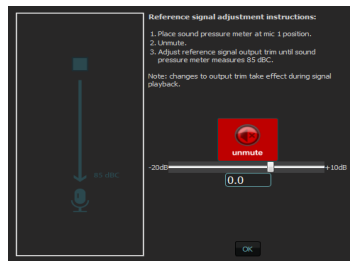 Reference signal adjustment instructions:
1. Place sound pressure meter at mic 1 position.
2. Unmute.
3. Adjust reference signal output trim until sound
pressure meter measures 85 dBC.
Note: changes to output trim take effect during signal
playback.
85 dBC
unmute
-20dB
+10dB
0.0
OK